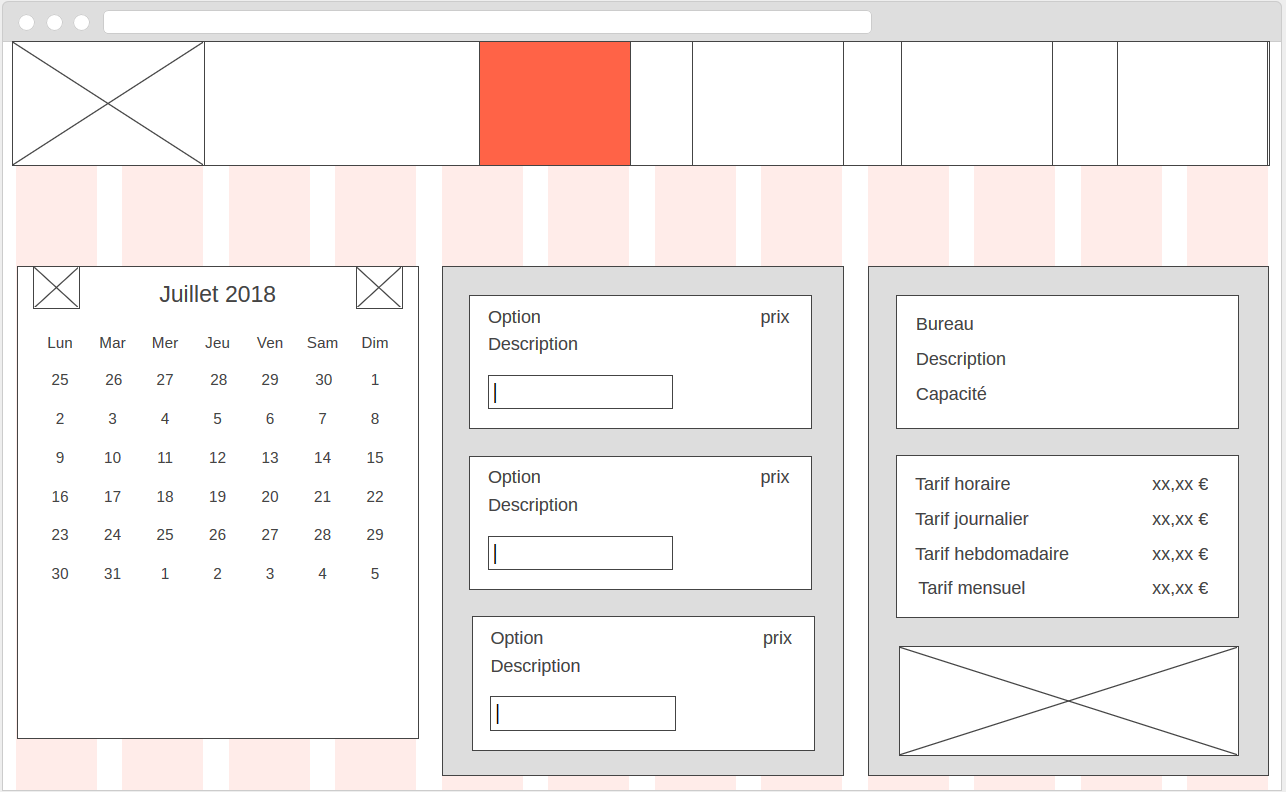 Juillet 2018
Lun Mar Mer Jeu Ven Sam Dim
25 26 27 28 29 30 1
2 3 4 5 6 7 8
9 10 11 12 13 14 15
16 17 18 19 20 21 22
23 24 25 26 27 28 29
30 31 1 2 3 4 5
Option prix
Description
Option prix
Description
Option prix
Description
Bureau
Description
Capacité
Tarif horaire xx,xx €
Tarif journalier xx,xx €
Tarif hebdomadaire xx,xx €
Tarif mensuel xx,xx €